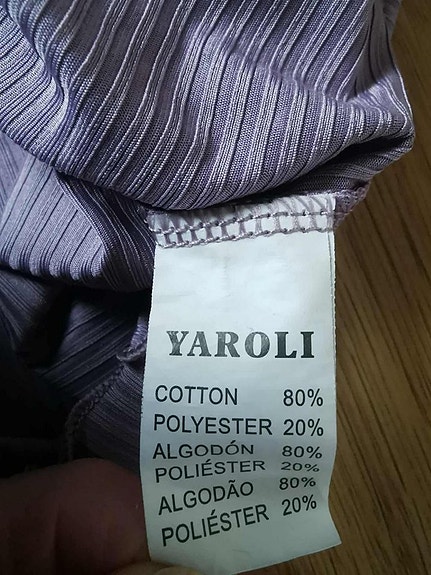 YAROLI
COTTON 80%
POLYESTER 20%
ALGODÓN 80%
POLIÉSTER 20%
ALGODÃO 80%
POLIÉSTER 20%